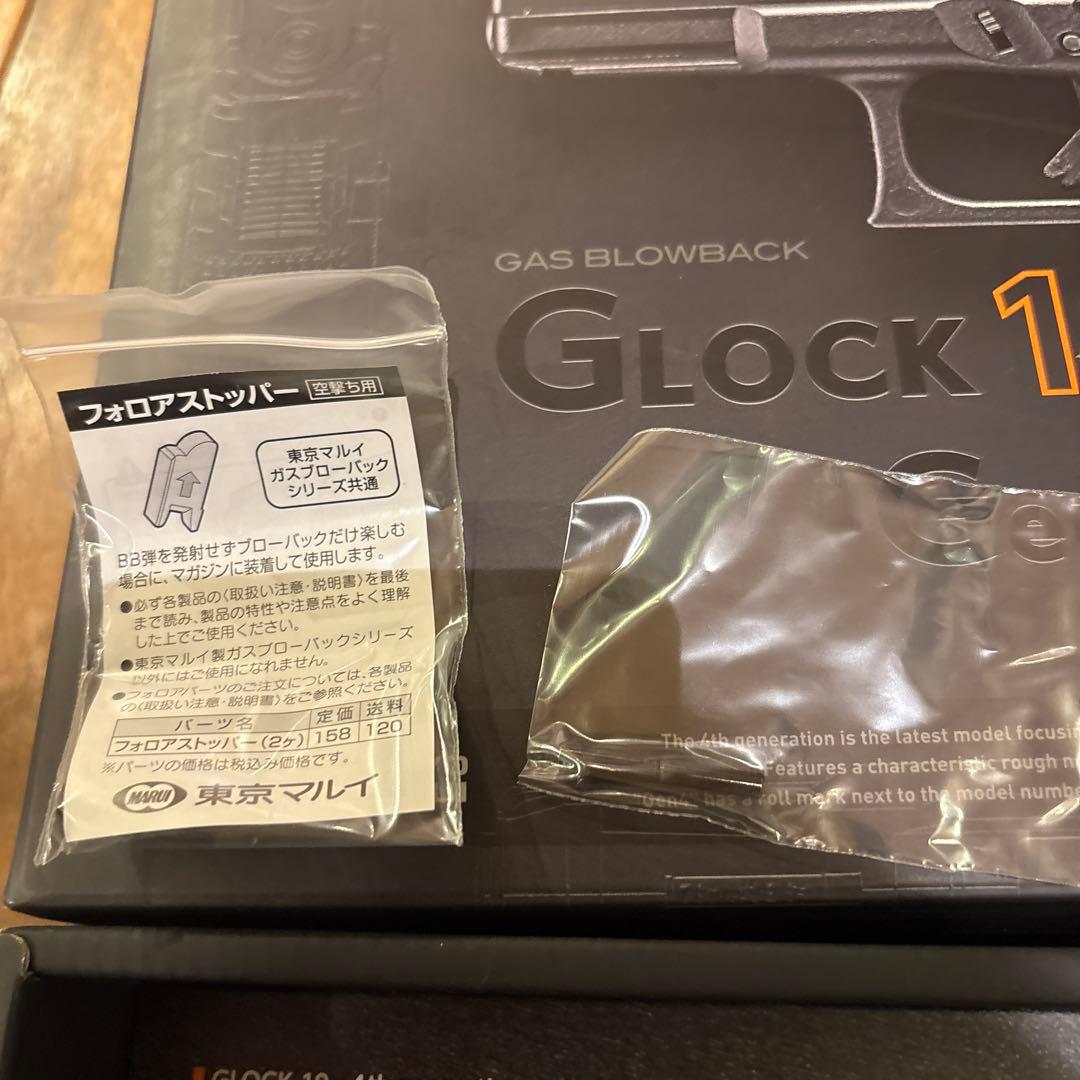 GAS BLOWBACK
GLOCK 1
Ge
The 4th generation is the latest model focusi
Features a characteristic rough
"Gen4" has a roll mark next to the model numbe
フォロアストッパー 空撃ち用
東京マルイ
ガスブローバック
シリーズ共通
BB弾を発射せずブローバックだけ楽しむ
場合に、マガジンに装着して使用します。
●必ず各製品の〈取扱い注意・説明書〉を最後
まで読み、製品の特性や注意点をよく理解
した上でご使用ください。
●東京マルイ製ガスブローバックシリーズ
以外にはご使用になれません。
●フォロアパーツのご注文については、各製品
の〈取扱い注意・説明書〉をご参照ください。
パーツ名 定価 送料
フォロアストッパー(2ヶ) 158 120
※パーツの価格は税込み価格です。
MARUI 東京マルイ
GLOCK 19